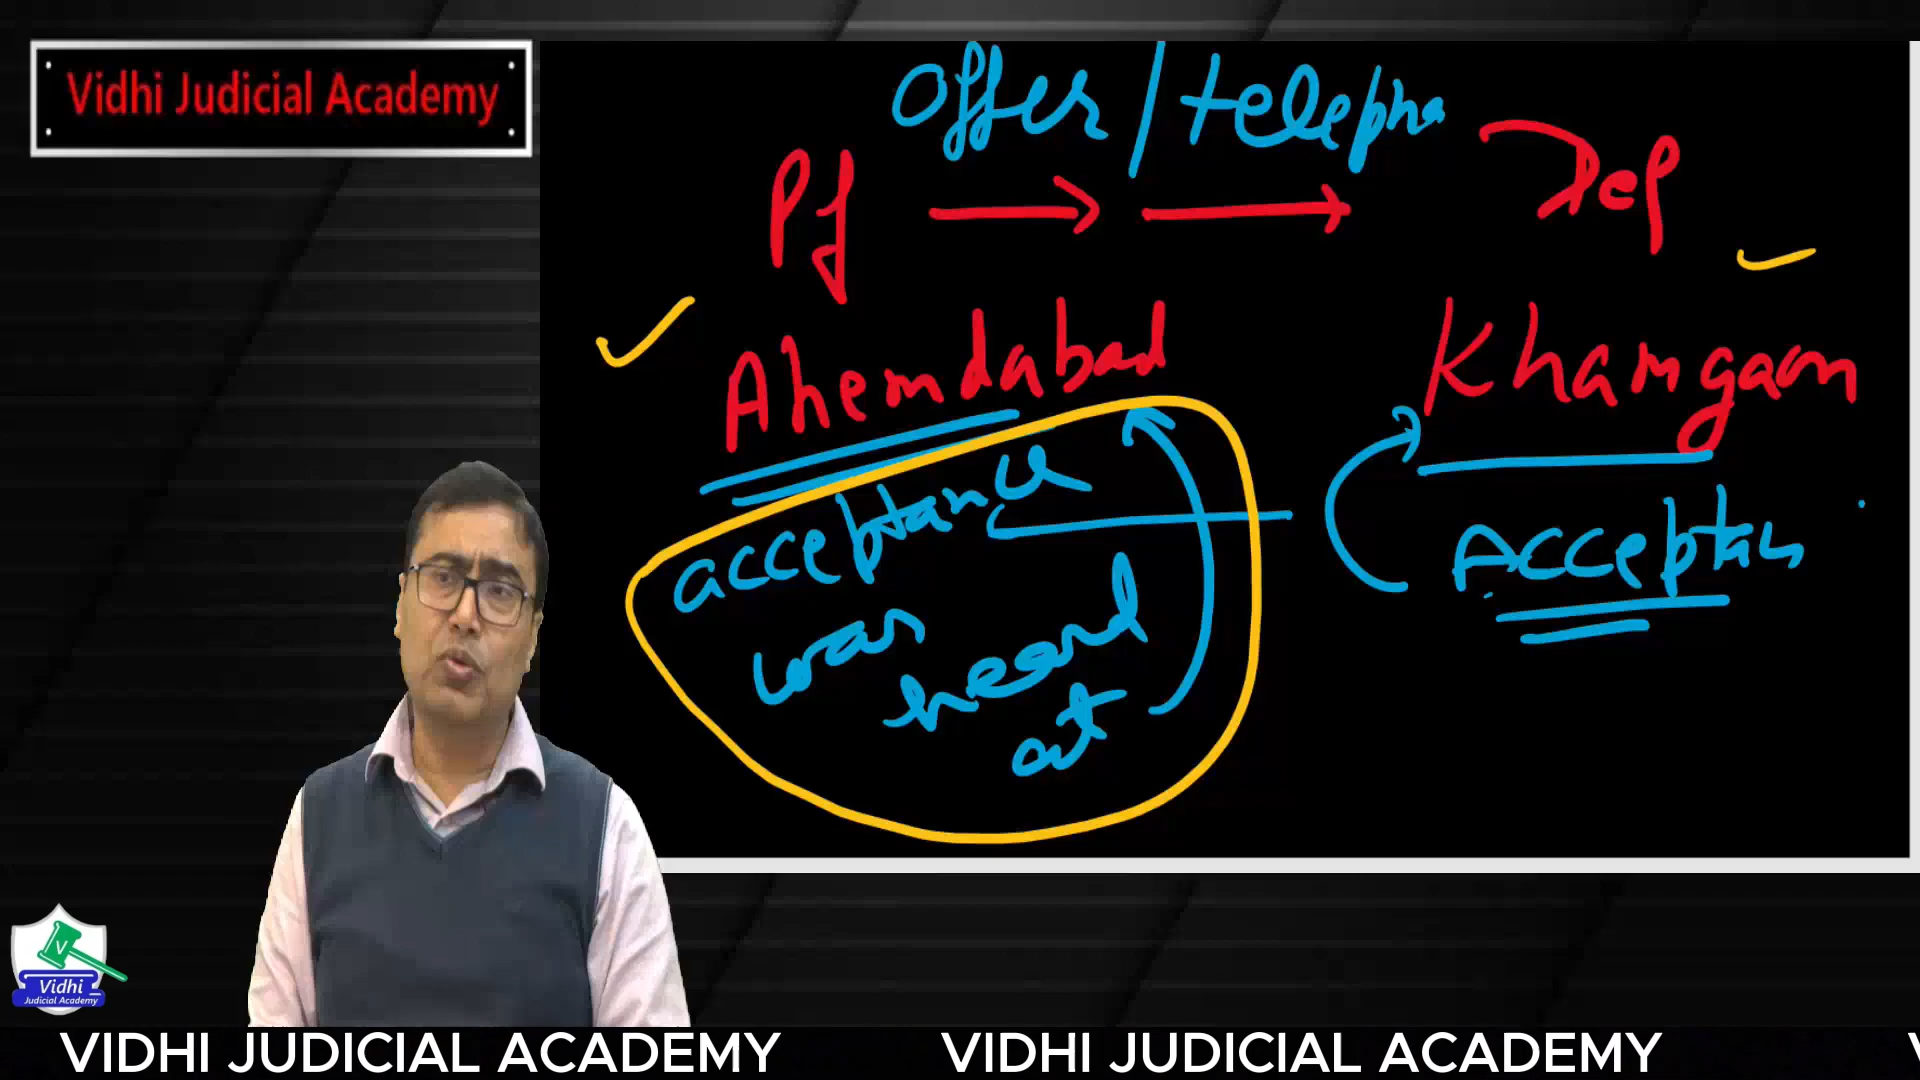 Vidhi Judicial Academy
Offer / telepho
Pf → → Def
Ahemdabad Khamgaon
acceptance
was
heard
at
Acceptan
V
Vidhi
Judicial Academy
VIDHI JUDICIAL ACADEMY VIDHI JUDICIAL ACADEMY